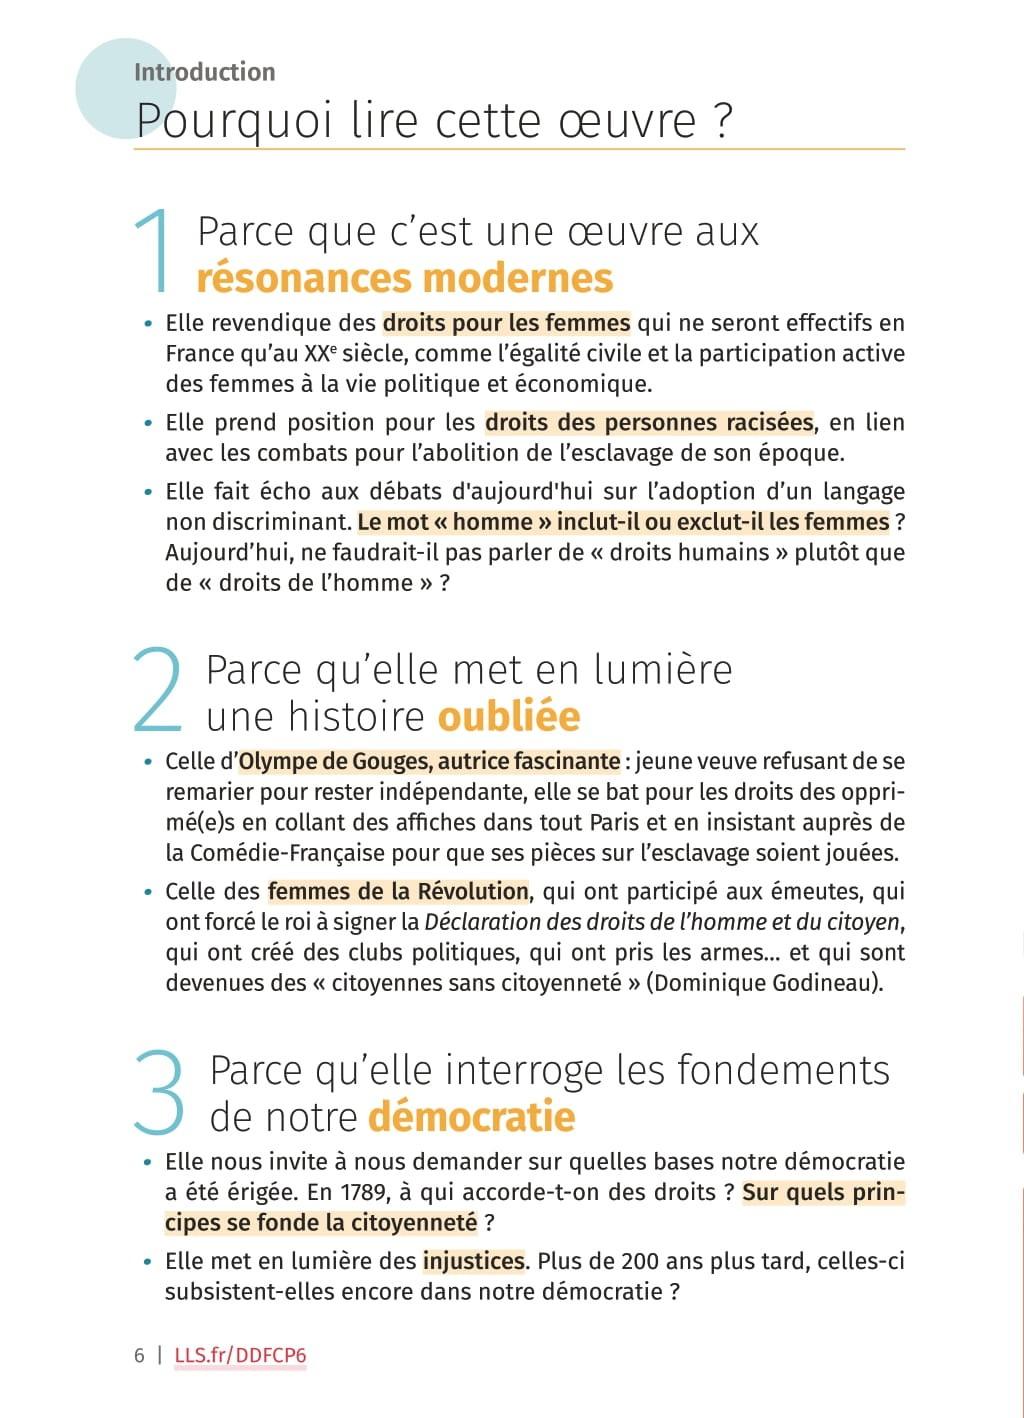 Introduction
Pourquoi lire cette œuvre ?
1 Parce que c’est une œuvre aux
résonances modernes
• Elle revendique des droits pour les femmes qui ne seront effectifs en
France qu’au XXe siècle, comme l’égalité civile et la participation active
des femmes à la vie politique et économique.
• Elle prend position pour les droits des personnes racisées, en lien
avec les combats pour l’abolition de l’esclavage de son époque.
• Elle fait écho aux débats d'aujourd'hui sur l’adoption d’un langage
non discriminant. Le mot « homme » inclut-il ou exclut-il les femmes ?
Aujourd’hui, ne faudrait-il pas parler de « droits humains » plutôt que
de « droits de l’homme » ?
2 Parce qu’elle met en lumière
une histoire oubliée
• Celle d’Olympe de Gouges, autrice fascinante : jeune veuve refusant de se
remarier pour rester indépendante, elle se bat pour les droits des oppri-
mé(e)s en collant des affiches dans tout Paris et en insistant auprès de
la Comédie-Française pour que ses pièces sur l’esclavage soient jouées.
• Celle des femmes de la Révolution, qui ont participé aux émeutes, qui
ont forcé le roi à signer la Déclaration des droits de l’homme et du citoyen,
qui ont créé des clubs politiques, qui ont pris les armes... et qui sont
devenues des « citoyennes sans citoyenneté » (Dominique Godineau).
3 Parce qu’elle interroge les fondements
de notre démocratie
• Elle nous invite à nous demander sur quelles bases notre démocratie
a été érigée. En 1789, à qui accorde-t-on des droits ? Sur quels prin-
cipes se fonde la citoyenneté ?
• Elle met en lumière des injustices. Plus de 200 ans plus tard, celles-ci
subsistent-elles encore dans notre démocratie ?
6 | LLS.fr/DDFCP6